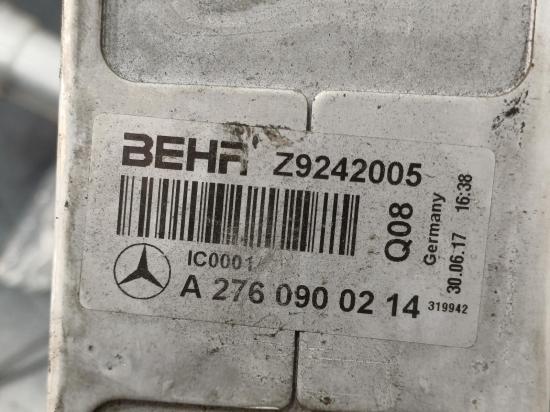 BEHR Z9242005
Q08
Germany
30.06.17 16:38
IC0001
A 276 090 02 14 319942